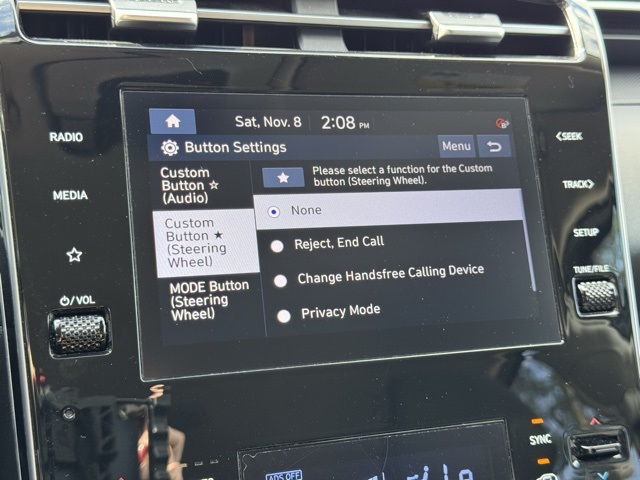 Sat, Nov. 8 2:08 PM
Button Settings Menu
Custom
Button ☆
(Audio)
Custom
Button ★
(Steering
Wheel)
MODE Button
(Steering
Wheel)
Please select a function for the Custom
button (Steering Wheel).
None
Reject, End Call
Change Handsfree Calling Device
Privacy Mode
RADIO
MEDIA
VOL
<SEEK
TRACK>
SETUP
TUNE/FILE
SYNC
ADS OFF